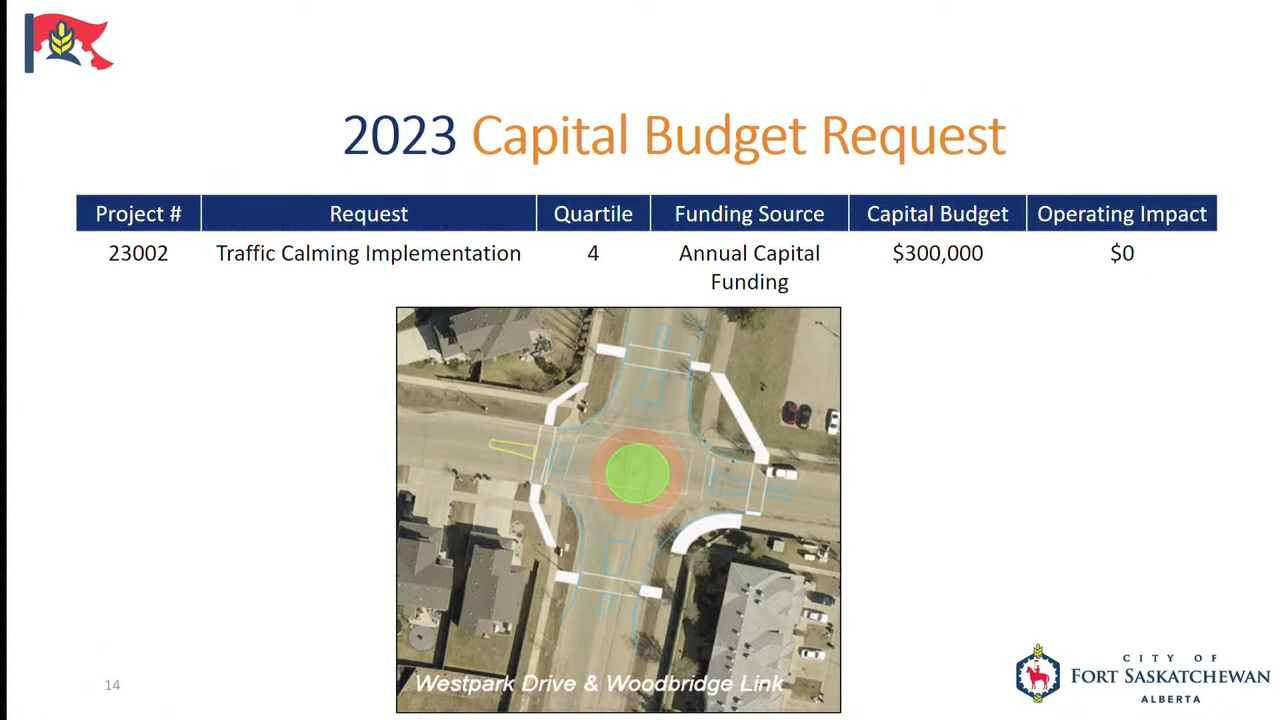 2023 Capital Budget Request
Project # Request Quartile Funding Source Capital Budget Operating Impact
23002 Traffic Calming Implementation 4 Annual Capital $300,000 $0
Funding
Westpark Drive & Woodbridge Link
14
CITY OF
FORT SASKATCHEWAN
ALBERTA